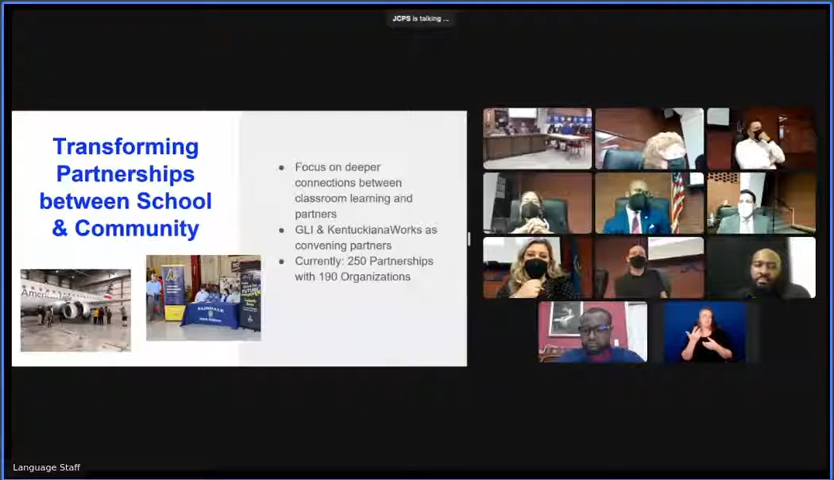 JCPS is talking ...
Transforming
Partnerships
between School
& Community
● Focus on deeper
connections between
classroom learning and
partners
● GLI & KentuckianaWorks as
convening partners
● Currently: 250 Partnerships
with 190 Organizations
American
Language Staff